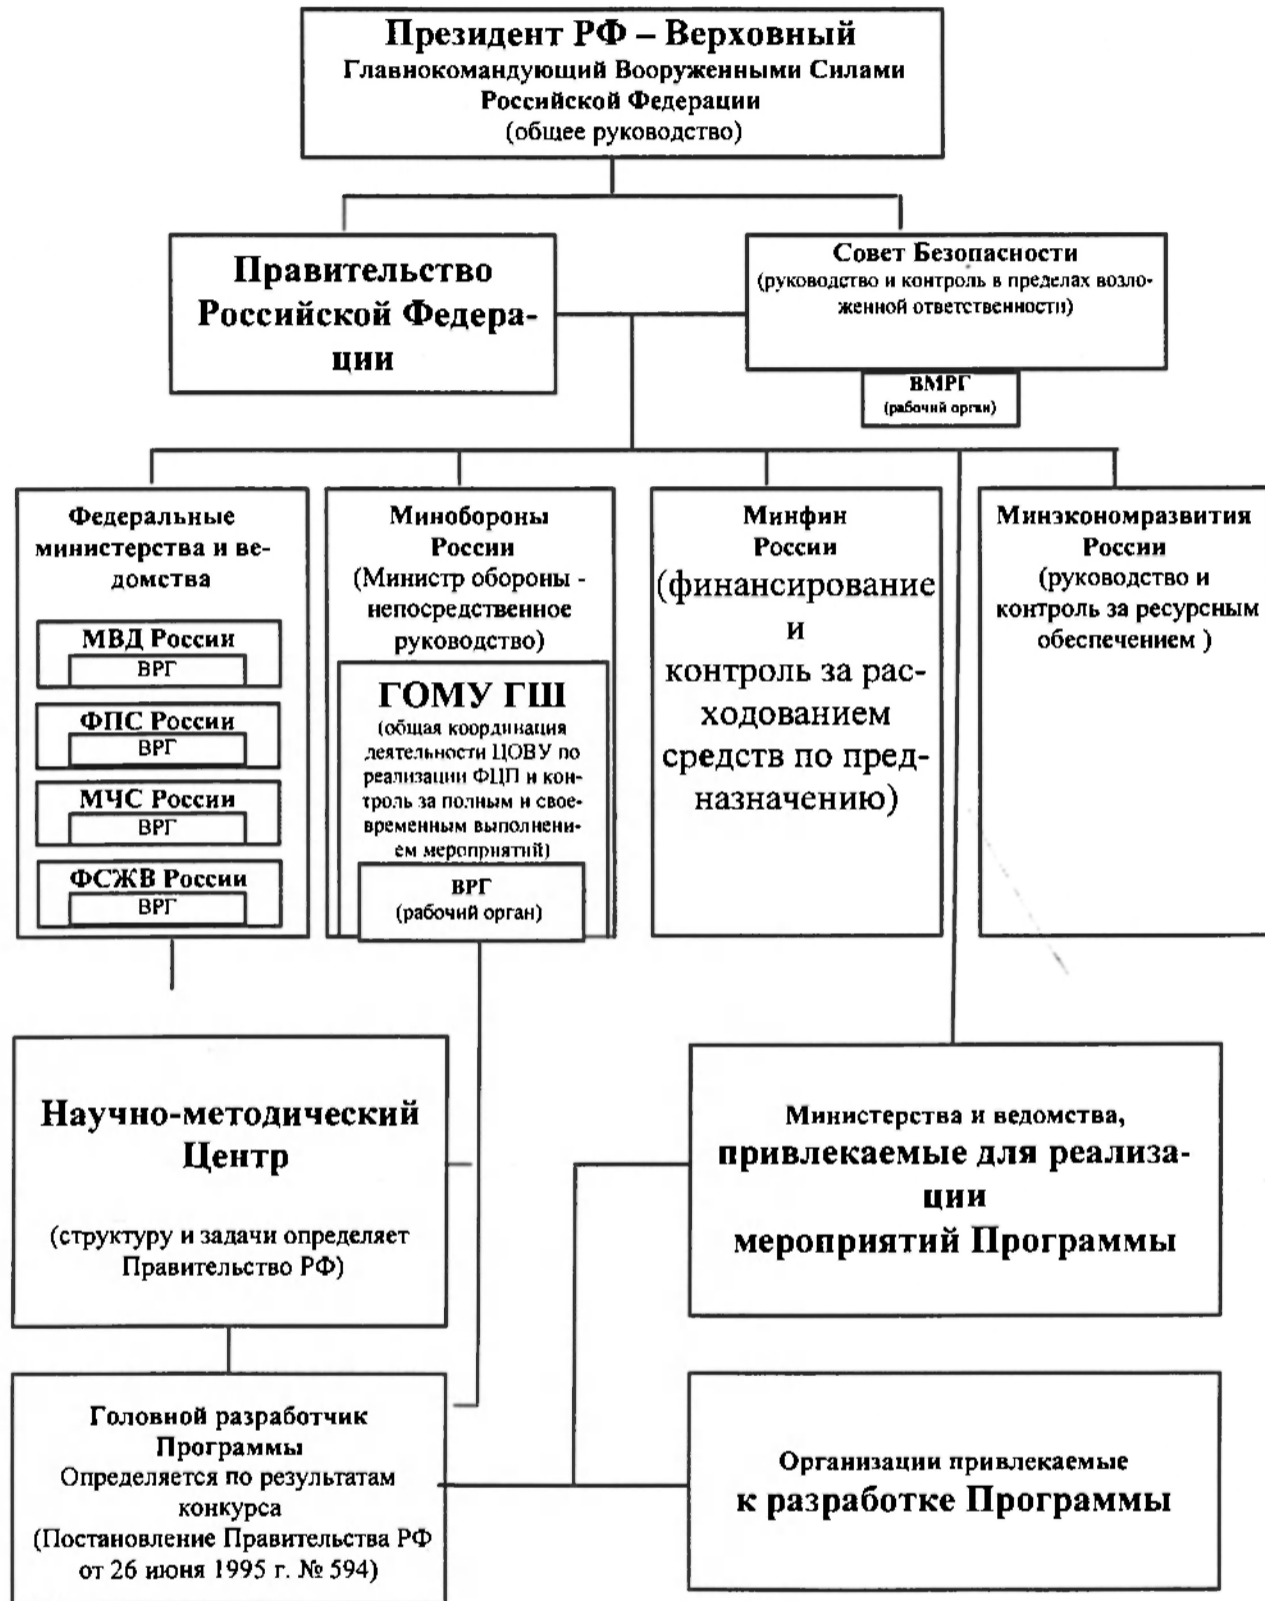 Президент РФ – Верховный
Главнокомандующий Вооруженными Силами
Российской Федерации
(общее руководство)
Правительство
Российской Федера-
ции
Совет Безопасности
(руководство и контроль в пределах возло-
женной ответственности)
ВМРГ
(рабочий орган)
Федеральные
министерства и ве-
домства
МВД России
ВРГ
ФПС России
ВРГ
МЧС России
ВРГ
ФСЖВ России
ВРГ
Минобороны
России
(Министр обороны -
непосредственное
руководство)
ГОМУ ГШ
(общая координация
деятельности ЦОВУ по
реализации ФЦП и кон-
троль за полным и свое-
временным выполнени-
ем мероприятий)
ВРГ
(рабочий орган)
Минфин
России
(финансирование
и
контроль за рас-
ходованием
средств по пред-
назначению)
Минэкономразвития
России
(руководство и
контроль за ресурсным
обеспечением )
Научно-методический
Центр
(структуру и задачи определяет
Правительство РФ)
Министерства и ведомства,
привлекаемые для реализа-
ции
мероприятий Программы
Головной разработчик
Программы
Определяется по результатам
конкурса
(Постановление Правительства РФ
от 26 июня 1995 г. № 594)
Организации привлекаемые
к разработке Программы